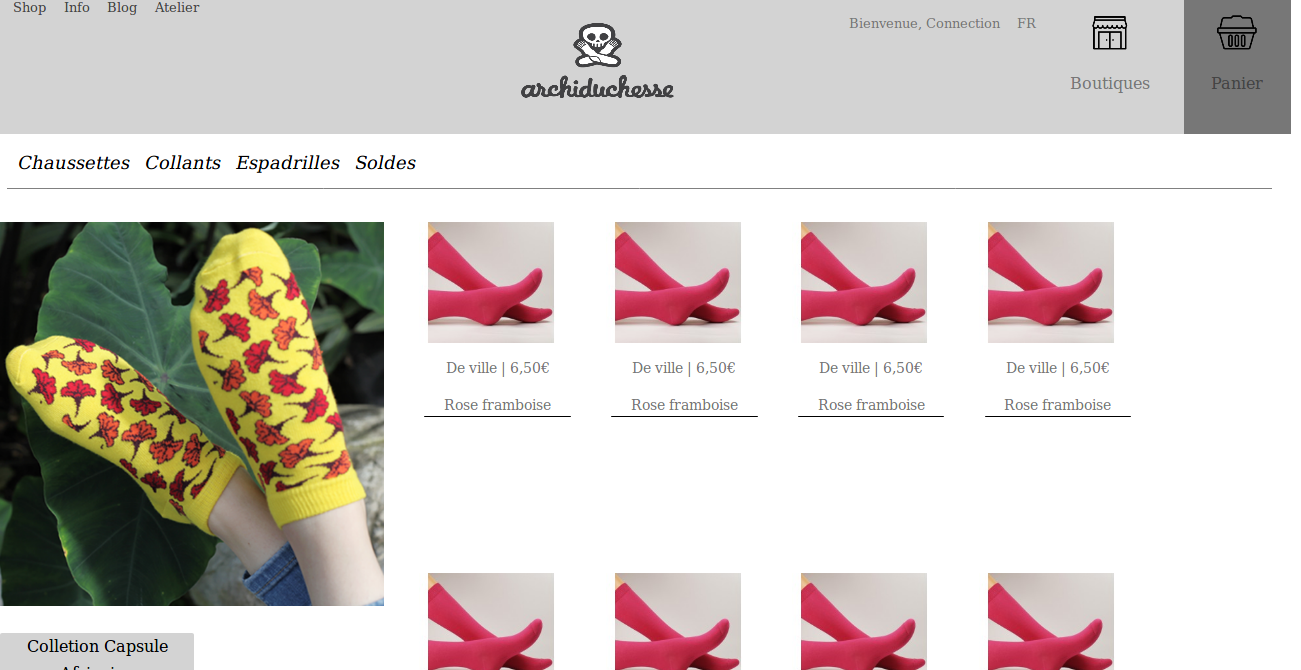 Shop Info Blog Atelier
Bienvenue, Connection FR
archiduchesse
Boutiques
Panier
Chaussettes Collants Espadrilles Soldes
De ville | 6,50€ De ville | 6,50€ De ville | 6,50€ De ville | 6,50€
Rose framboise Rose framboise Rose framboise Rose framboise
Colletion Capsule